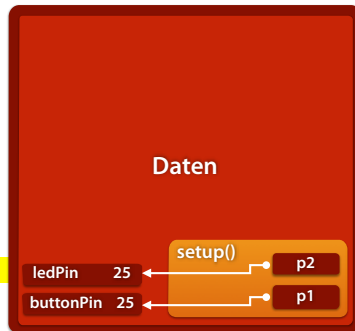 Daten
setup()
ledPin 25
p2
buttonPin 25
p1